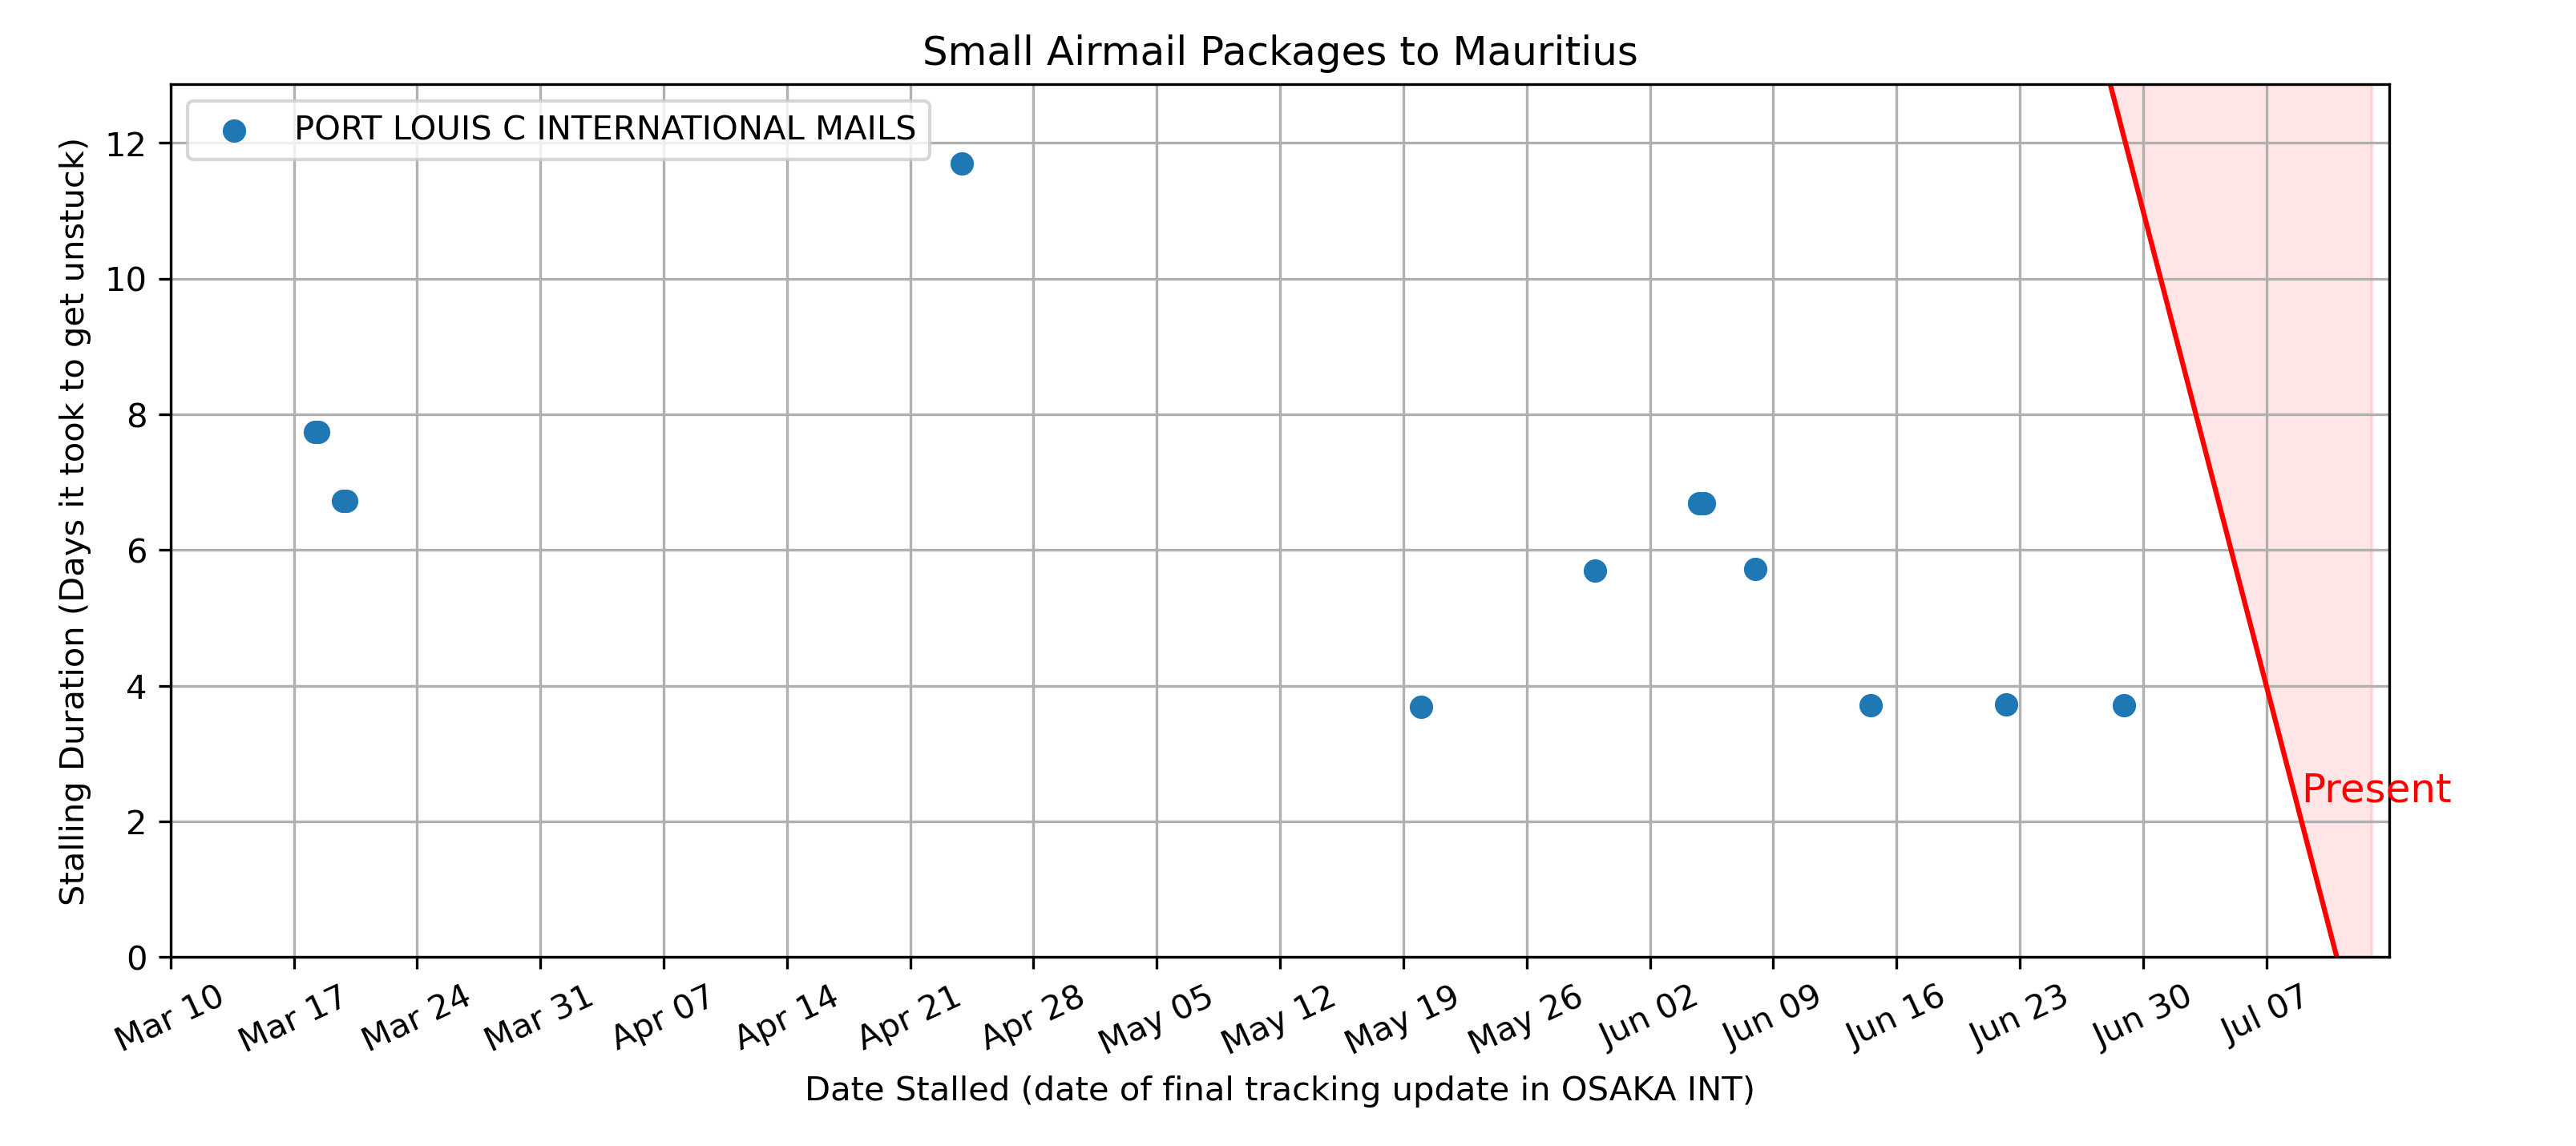 Small Airmail Packages to Mauritius
PORT LOUIS C INTERNATIONAL MAILS
Stalling Duration (Days it took to get unstuck)
12
10
8
6
4
2
0
Present
Mar 10
Mar 17
Mar 24
Mar 31
Apr 07
Apr 14
Apr 21
Apr 28
May 05
May 12
May 19
May 26
Jun 02
Jun 09
Jun 16
Jun 23
Jun 30
Jul 07
Date Stalled (date of final tracking update in OSAKA INT)